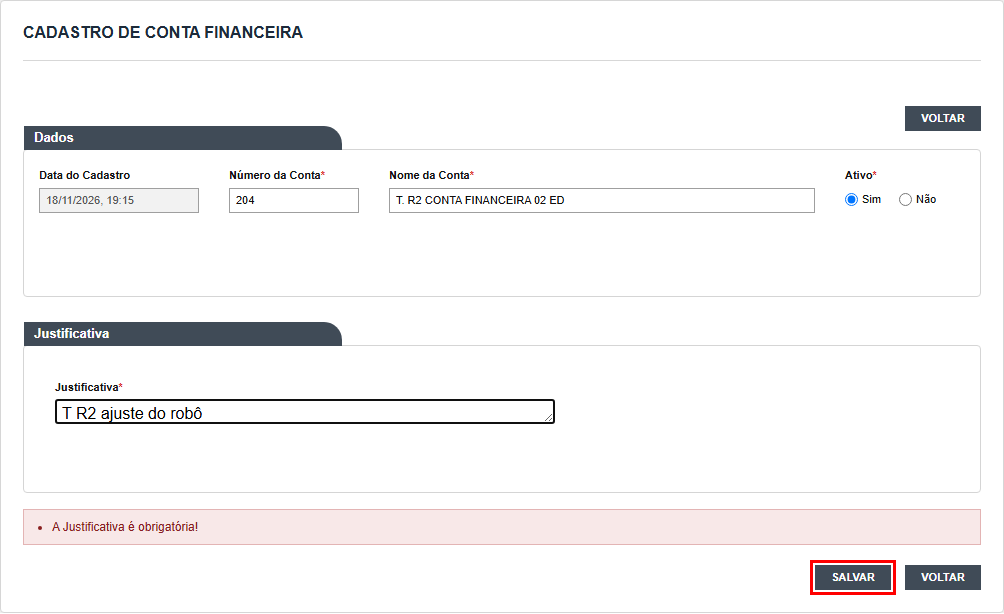 CADASTRO DE CONTA FINANCEIRA
VOLTAR
Dados
Data do Cadastro Número da Conta* Nome da Conta* Ativo*
18/11/2026, 19:15 204 T. R2 CONTA FINANCEIRA 02 ED Sim Não
Justificativa
Justificativa*
T R2 ajuste do robô
• A Justificativa é obrigatória!
SALVAR VOLTAR